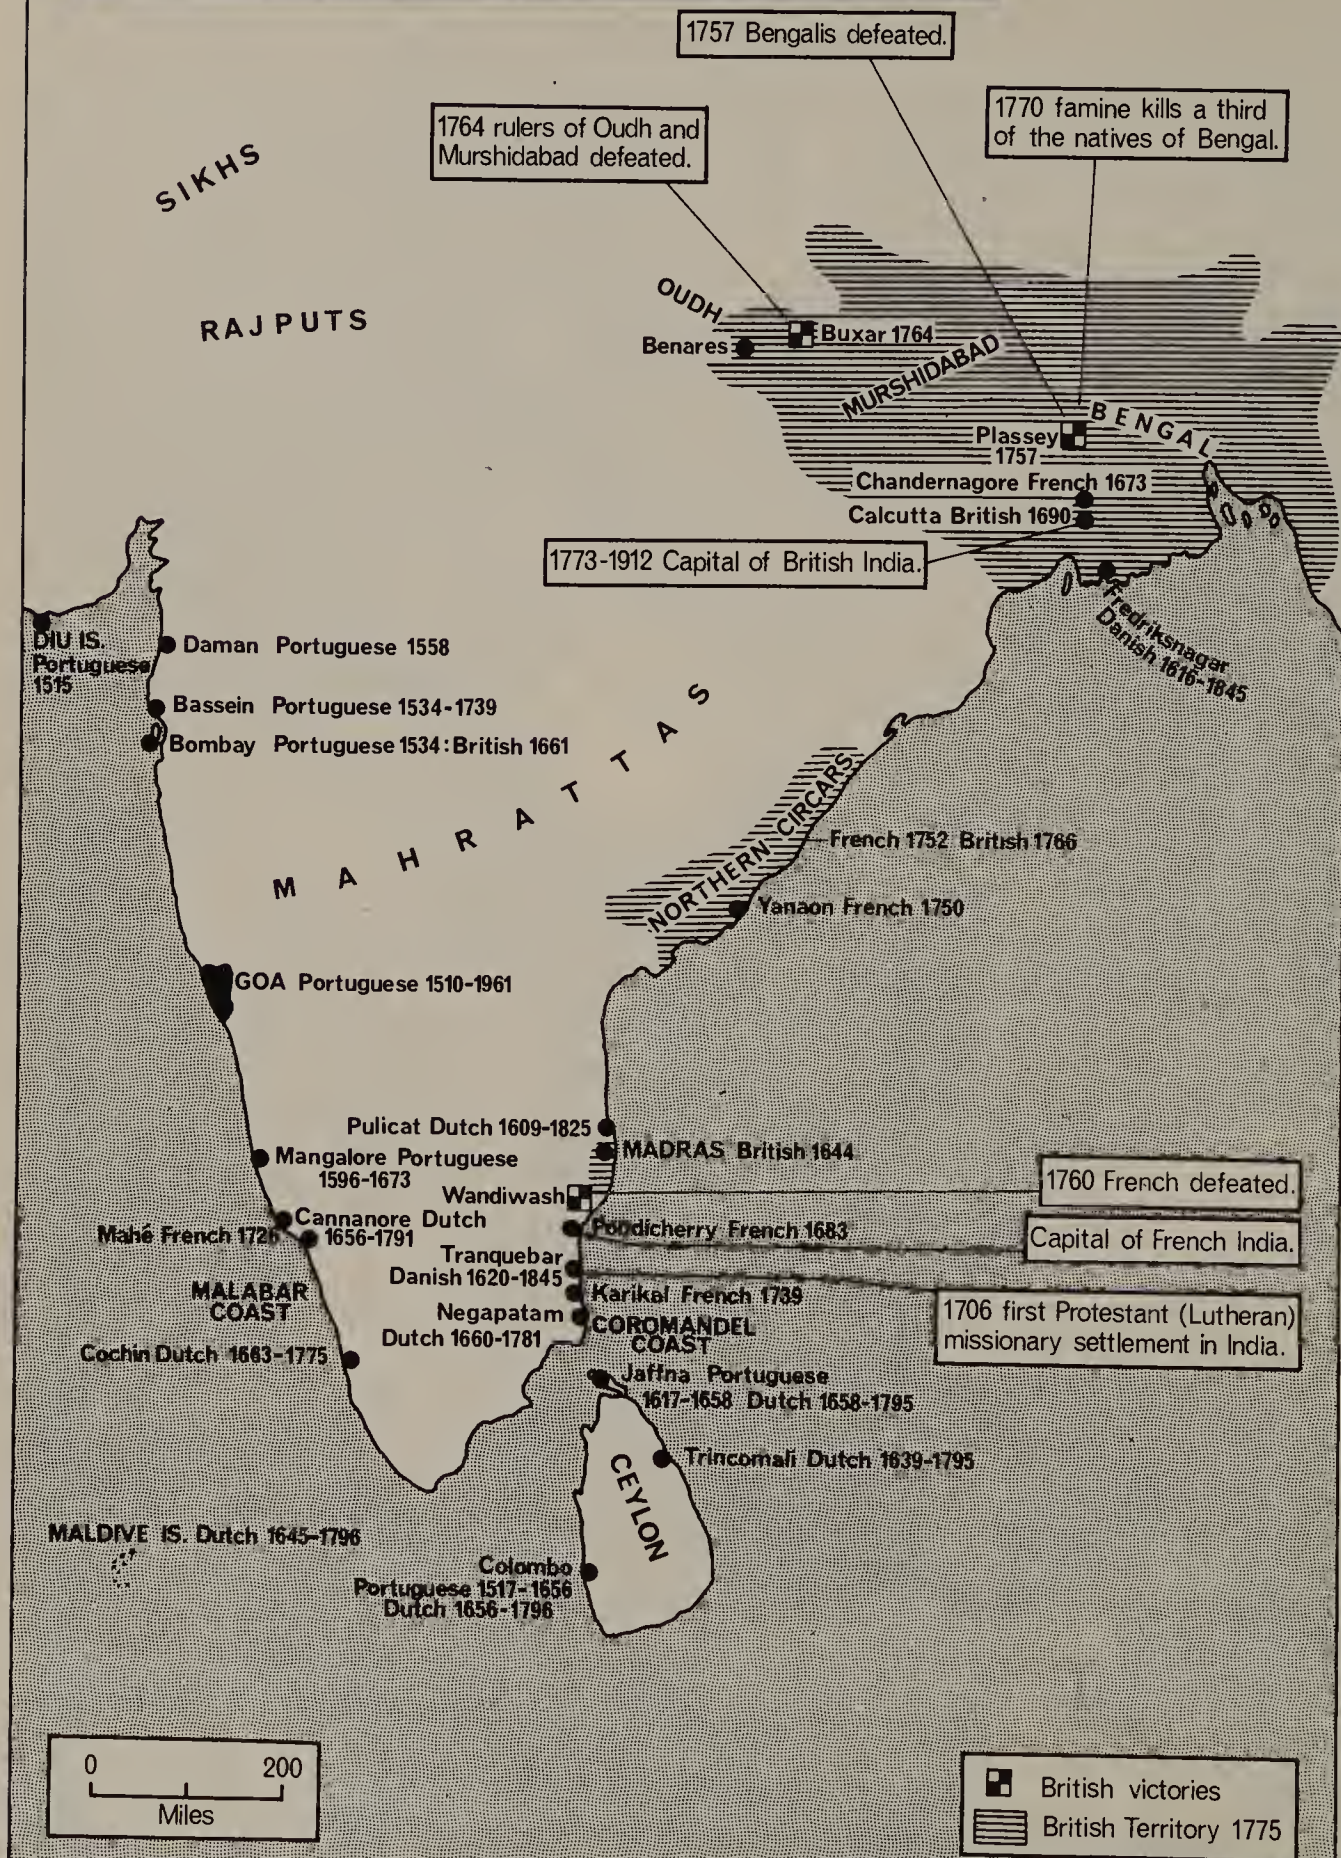 1757 Bengalis defeated.
1764 rulers of Oudh and
Murshidabad defeated.
1770 famine kills a third
of the natives of Bengal.
SIKHS
RAJPUTS
OUDH
Benares
Buxar 1764
MURSHIDABAD
BENGAL
Plassey
1757
Chandernagore French 1673
Calcutta British 1690
1773-1912 Capital of British India.
Fredriksnagar
Danish 1616-1845
DIU IS.
Portuguese
1515
Daman Portuguese 1558
Bassein Portuguese 1534-1739
Bombay Portuguese 1534: British 1661
MAHRATTAS
NORTHERN CIRCARS
French 1752 British 1766
Yanaon French 1750
GOA Portuguese 1510-1961
Pulicat Dutch 1609-1825
MADRAS British 1644
Mangalore Portuguese
1596-1673
Wandiwash
1760 French defeated.
Cannanore Dutch
1656-1791
Mahé French 1726
Pondicherry French 1683
Capital of French India.
Tranquebar
Danish 1620-1845
Karikal French 1739
1706 first Protestant (Lutheran)
missionary settlement in India.
MALABAR
COAST
Negapatam
Dutch 1660-1781
COROMANDEL
COAST
Cochin Dutch 1663-1775
Jaffna Portuguese
1617-1658 Dutch 1658-1795
Trincomali Dutch 1639-1795
CEYLON
MALDIVE IS. Dutch 1645-1796
Colombo
Portuguese 1517-1656
Dutch 1656-1796
0 200
Miles
British victories
British Territory 1775